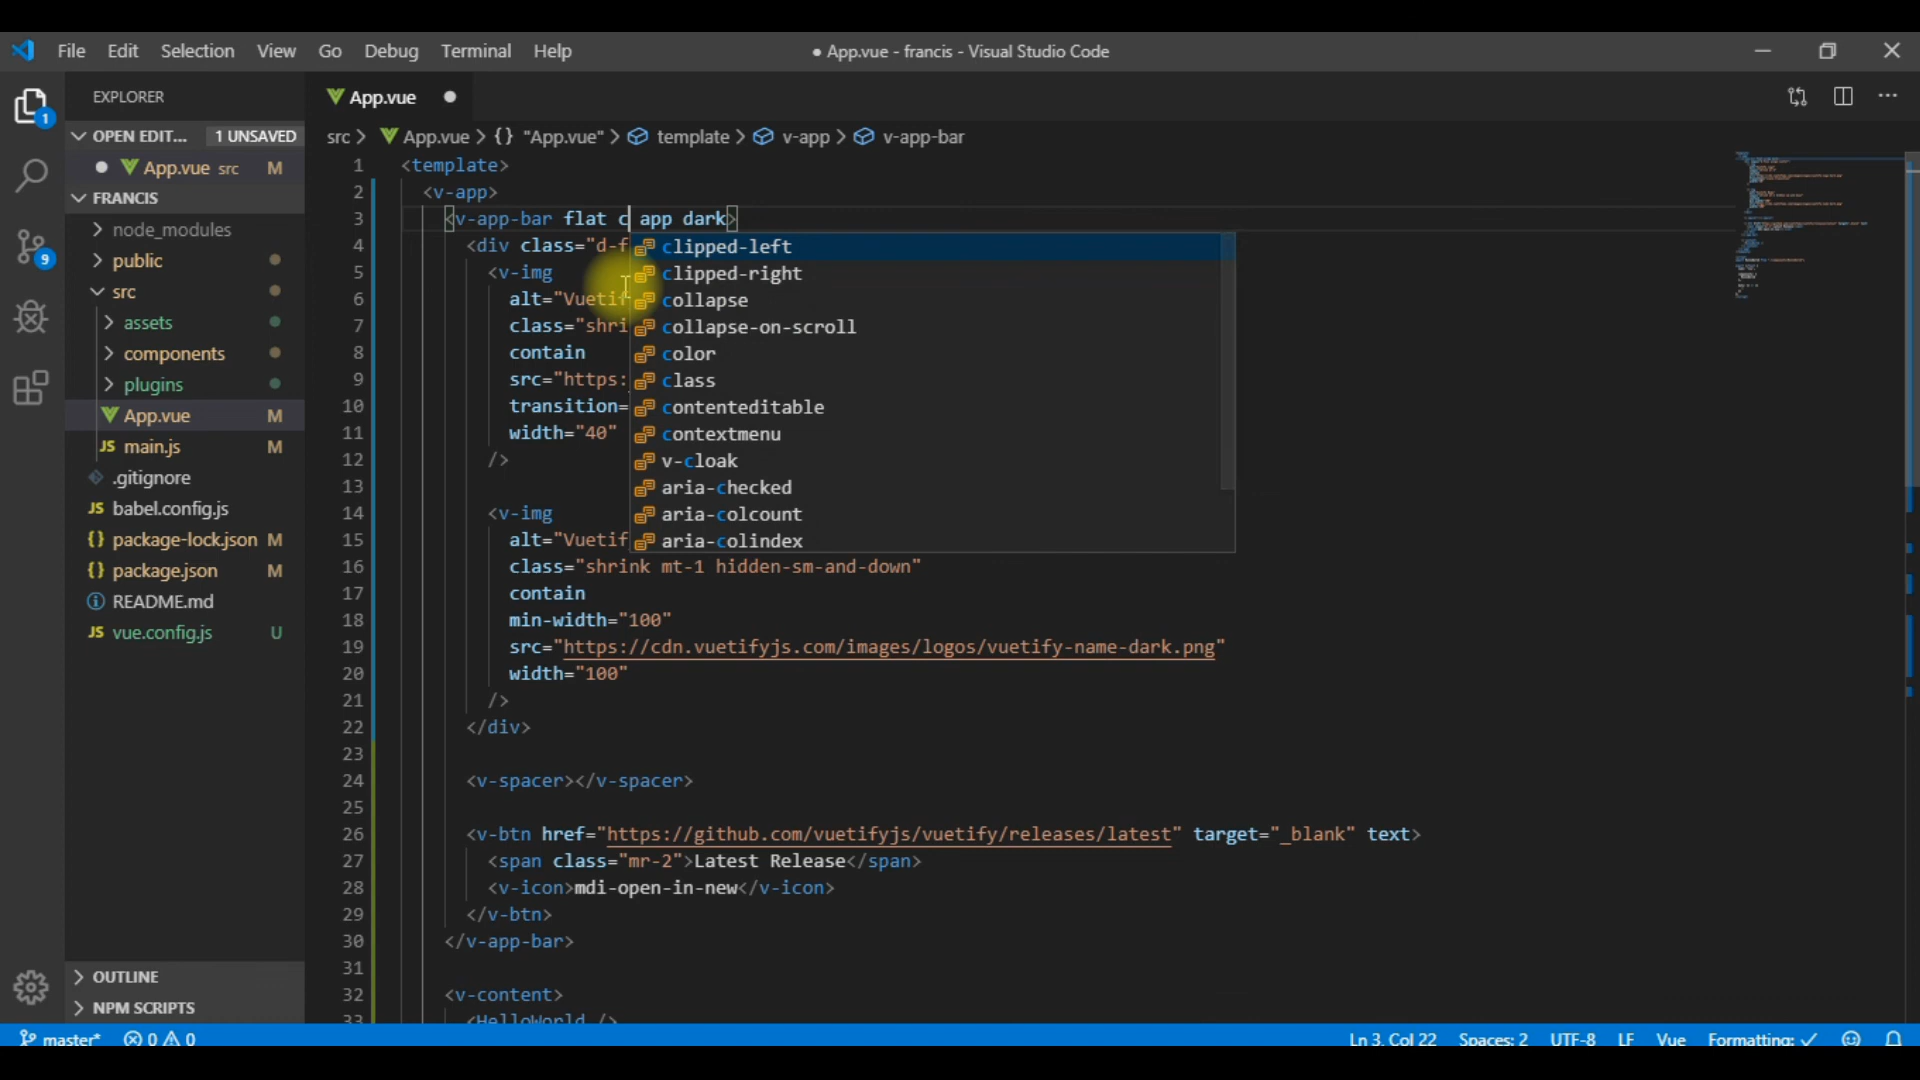 File Edit Selection View Go Debug Terminal Help
● App.vue - francis - Visual Studio Code
EXPLORER
OPEN EDIT... 1 UNSAVED
● App.vue src M
FRANCIS
node_modules
public
src
assets
components
plugins
App.vue M
JS main.js M
.gitignore
JS babel.config.js
{} package-lock.json M
{} package.json M
README.md
JS vue.config.js U
OUTLINE
NPM SCRIPTS
1
9
App.vue ●
src > App.vue > {} "App.vue" > template > v-app > v-app-bar
1 <template>
2 <v-app>
3 <v-app-bar flat c app dark>
4 <div class="d-f
5 <v-img
6 alt="Vuetif
7 class="shri
8 contain
9 src="https:
10 transition=
11 width="40"
12 />
13
14 <v-img
15 alt="Vuetif
16 class="shrink mt-1 hidden-sm-and-down"
17 contain
18 min-width="100"
19 src="https://cdn.vuetifyjs.com/images/logos/vuetify-name-dark.png"
20 width="100"
21 />
22 </div>
23
24 <v-spacer></v-spacer>
25
26 <v-btn href="https://github.com/vuetifyjs/vuetify/releases/latest" target="_blank" text>
27 <span class="mr-2">Latest Release</span>
28 <v-icon>mdi-open-in-new</v-icon>
29 </v-btn>
30 </v-app-bar>
31
32 <v-content>
33 <HelloWorld />
clipped-left
clipped-right
collapse
collapse-on-scroll
color
class
contenteditable
contextmenu
v-cloak
aria-checked
aria-colcount
aria-colindex
master* 0 0 Ln 3, Col 22 Spaces: 2 UTF-8 LF Vue Formatting: ✓